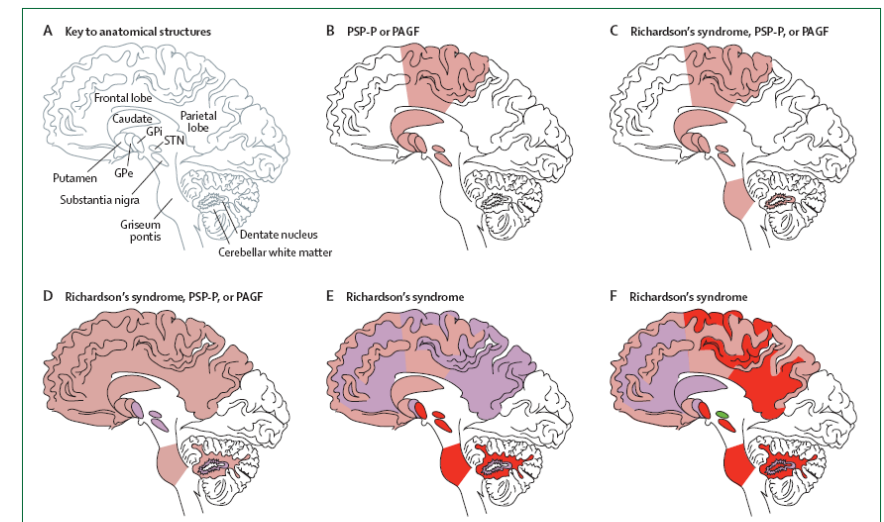 A Key to anatomical structures
Frontal lobe
Caudate
Parietal
lobe
GPi
STN
Putamen
GPe
Substantia nigra
Griseum
pontis
Dentate nucleus
Cerebellar white matter
B PSP-P or PAGF
C Richardson's syndrome, PSP-P, or PAGF
D Richardson's syndrome, PSP-P, or PAGF
E Richardson's syndrome
F Richardson's syndrome